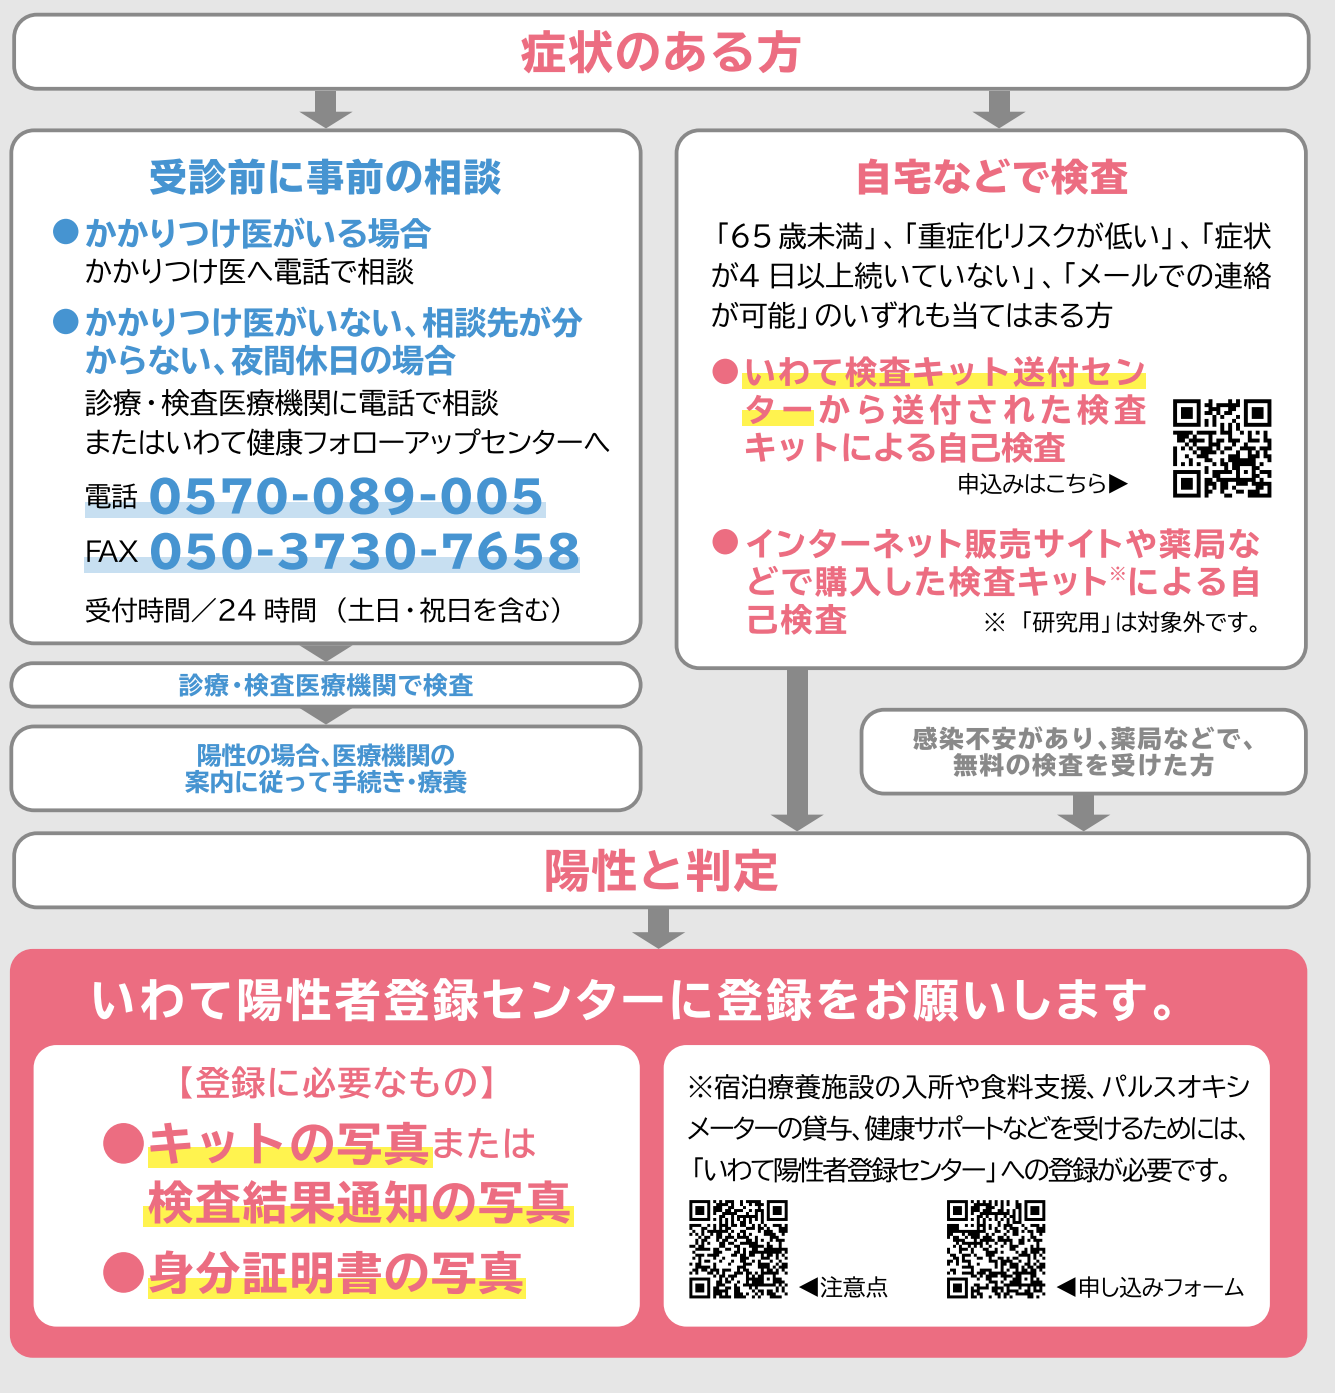 症状のある方
受診前に事前の相談
●かかりつけ医がいる場合
かかりつけ医へ電話で相談
●かかりつけ医がいない、相談先が分
からない、夜間休日の場合
診療・検査医療機関に電話で相談
またはいわて健康フォローアップセンターへ
電話 0570-089-005
FAX 050-3730-7658
受付時間／24 時間 （土日・祝日を含む）
診療・検査医療機関で検査
陽性の場合、医療機関の
案内に従って手続き・療養
自宅などで検査
「65 歳未満」、「重症化リスクが低い」、「症状
が4 日以上続いていない」、「メールでの連絡
が可能」のいずれも当てはまる方
●いわて検査キット送付セン
ターから送付された検査
キットによる自己検査
申込みはこちら▶
●インターネット販売サイトや薬局な
どで購入した検査キット※による自
己検査
※「研究用」は対象外です。
感染不安があり、薬局などで、
無料の検査を受けた方
陽性と判定
いわて陽性者登録センターに登録をお願いします。
【登録に必要なもの】
●キットの写真または
検査結果通知の写真
●身分証明書の写真
※宿泊療養施設の入所や食料支援、パルスオキシ
メーターの貸与、健康サポートなどを受けるためには、
「いわて陽性者登録センター」への登録が必要です。
◀注意点
◀申し込みフォーム